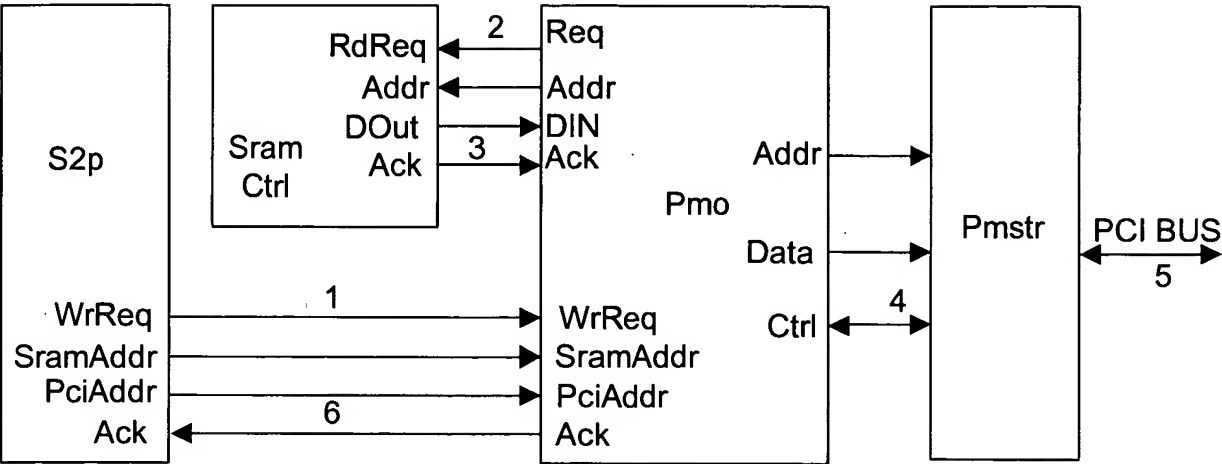 S2p
WrReq
SramAddr
PciAddr
Ack
Sram
Ctrl
RdReq
Addr
DOut
Ack
2
3
1
6
Req
Addr
DIN
Ack
Pmo
WrReq
SramAddr
PciAddr
Ack
Addr
Data
Ctrl
4
Pmstr
PCI BUS
5